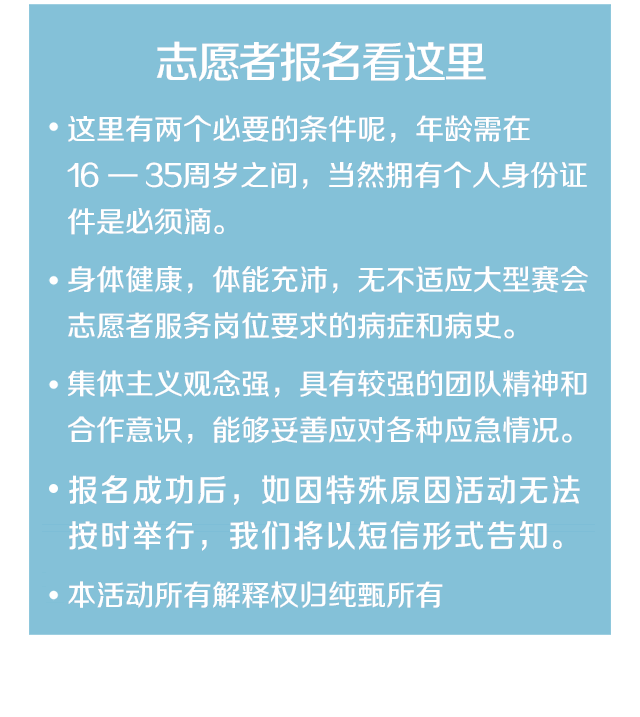 志愿者报名看这里
• 这里有两个必要的条件呢，年龄需在
16 — 35周岁之间，当然拥有个人身份证
件是必须滴。
• 身体健康，体能充沛，无不适应大型赛会
志愿者服务岗位要求的病症和病史。
• 集体主义观念强，具有较强的团队精神和
合作意识，能够妥善应对各种应急情况。
• 报名成功后，如因特殊原因活动无法
按时举行，我们将以短信形式告知。
• 本活动所有解释权归纯甄所有